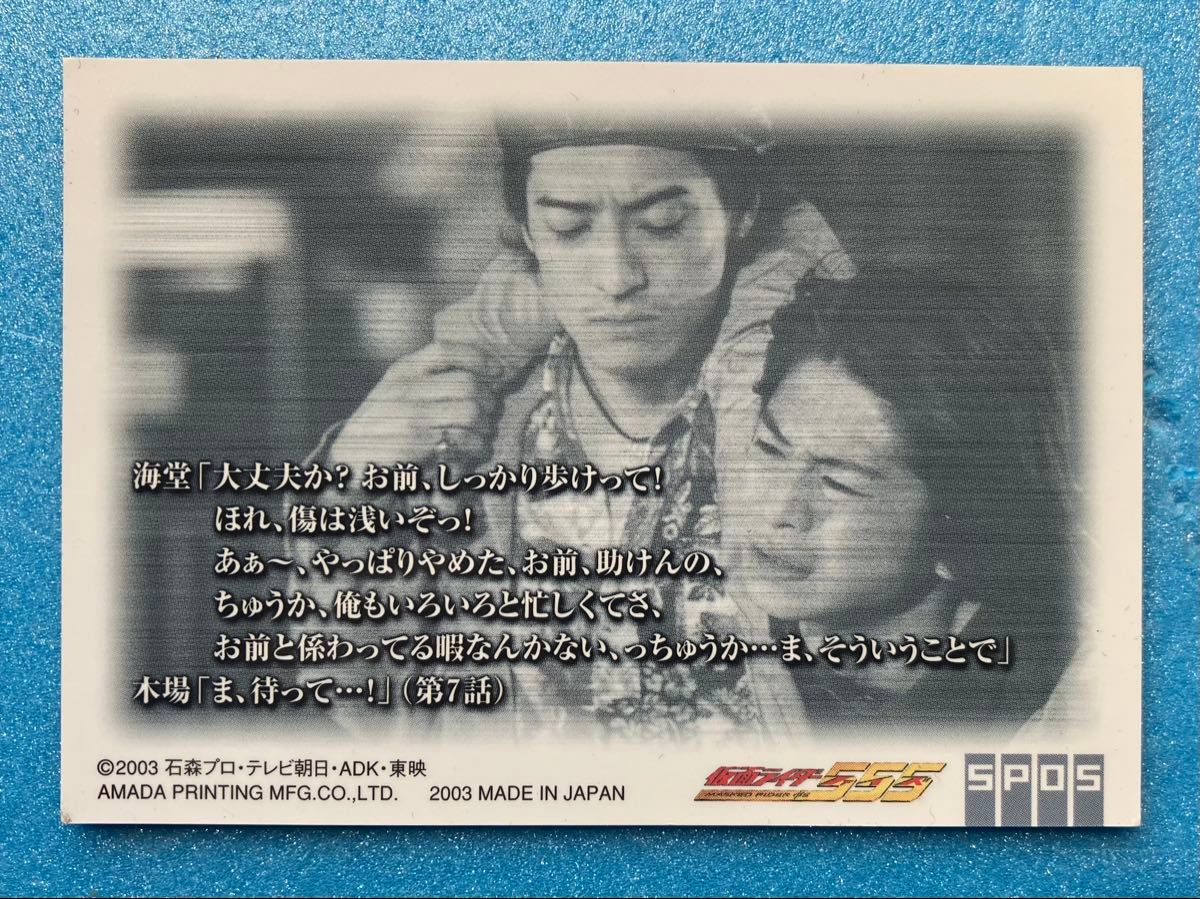 海堂「大丈夫か？ お前、しっかり歩けって！
ほれ、傷は浅いぞっ！
あぁ～、やっぱりやめた、お前、助けんの、
ちゅうか、俺もいろいろと忙しくてさ、
お前と係わってる暇なんかない、っちゅうか…ま、そういうことで」
木場「ま、待って…！」（第7話）
©2003 石森プロ・テレビ朝日・ADK・東映
AMADA PRINTING MFG.CO.,LTD. 2003 MADE IN JAPAN
仮面ライダー555
MASKED RIDER
SPOS